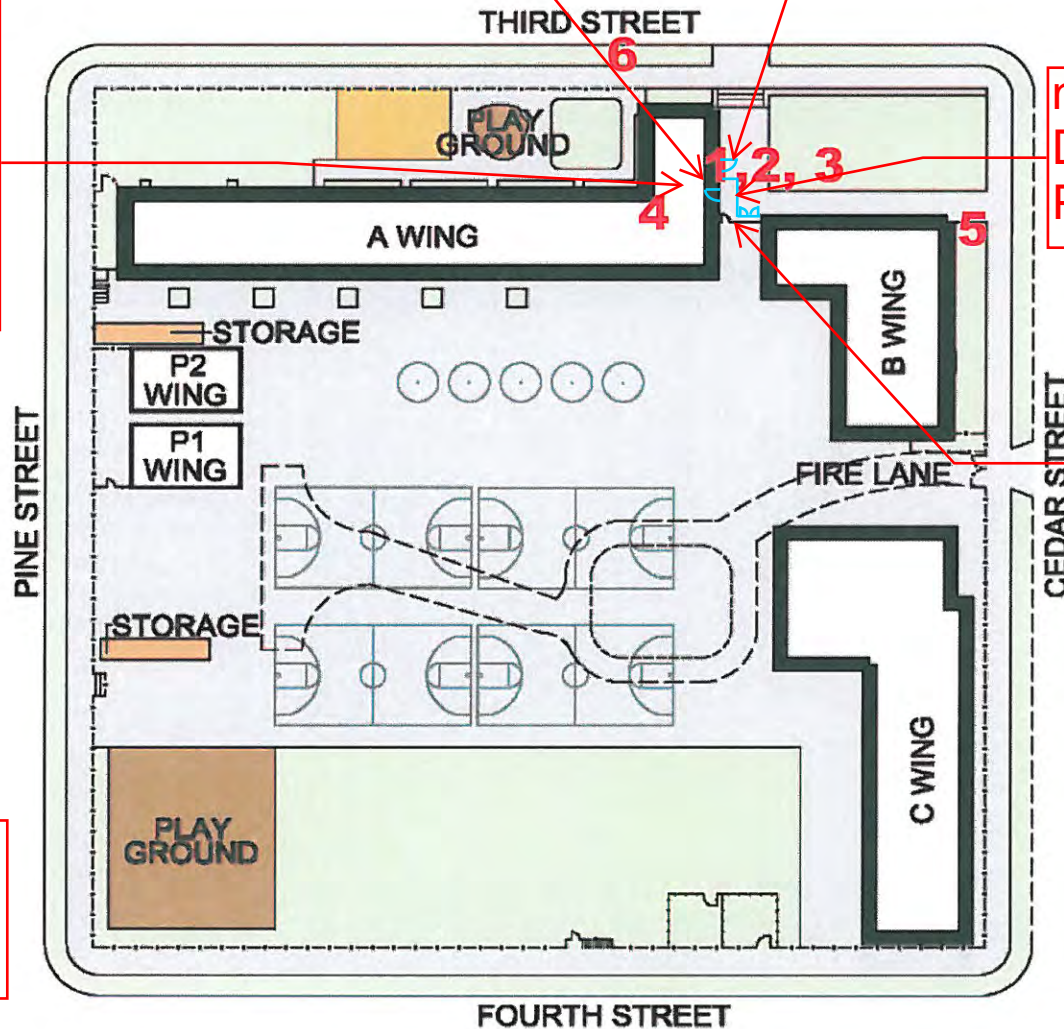 THIRD STREET
6
PLAY
GROUND
1,2, 3
4
A WING
5
B WING
STORAGE
P2
WING
P1
WING
PINE STREET
CEDAR STREET
FIRE LANE
STORAGE
C WING
PLAY
GROUND
FOURTH STREET